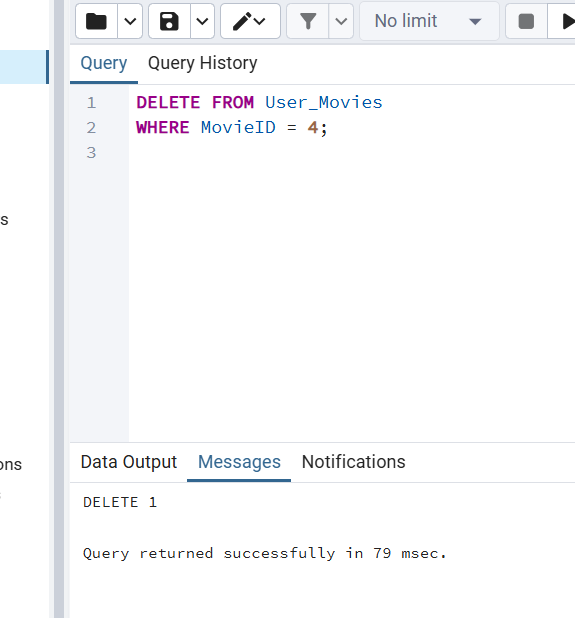 No limit
Query Query History
1 DELETE FROM User_Movies
2 WHERE MovieID = 4;
3
s
ons
Data Output Messages Notifications
DELETE 1
Query returned successfully in 79 msec.